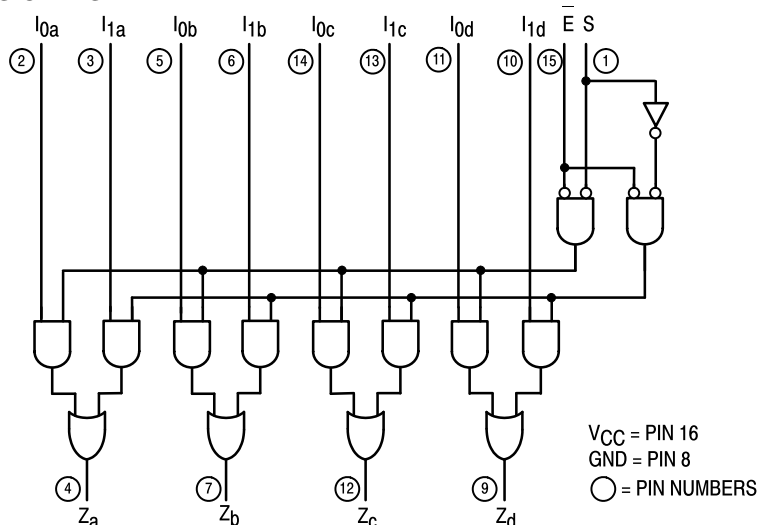 I0a I1a I0b I1b I0c I1c I0d I1d E̅ S
2 3 5 6 14 13 11 10 15 1
VCC = PIN 16
GND = PIN 8
= PIN NUMBERS
4 7 12 9
Za Zb Zc Zd